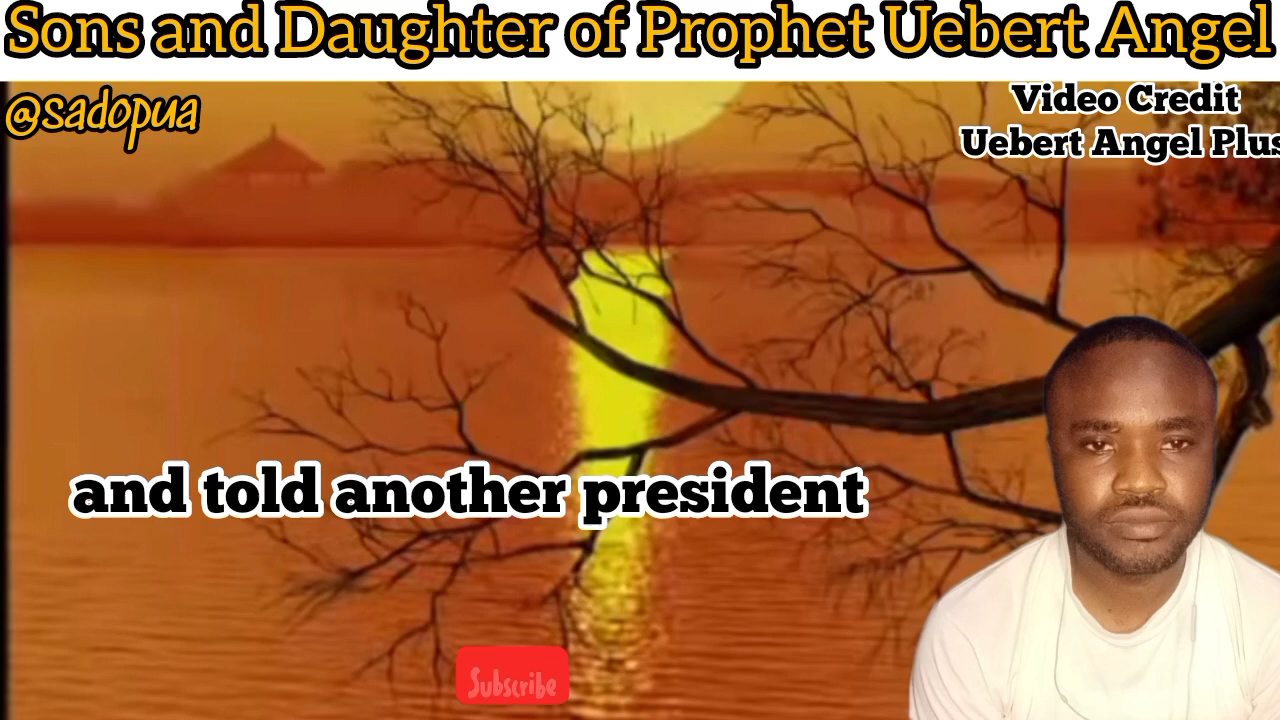 Sons and Daughter of Prophet Uebert Angel
@sadopua
Video Credit
Uebert Angel Plus
and told another president
Subscribe